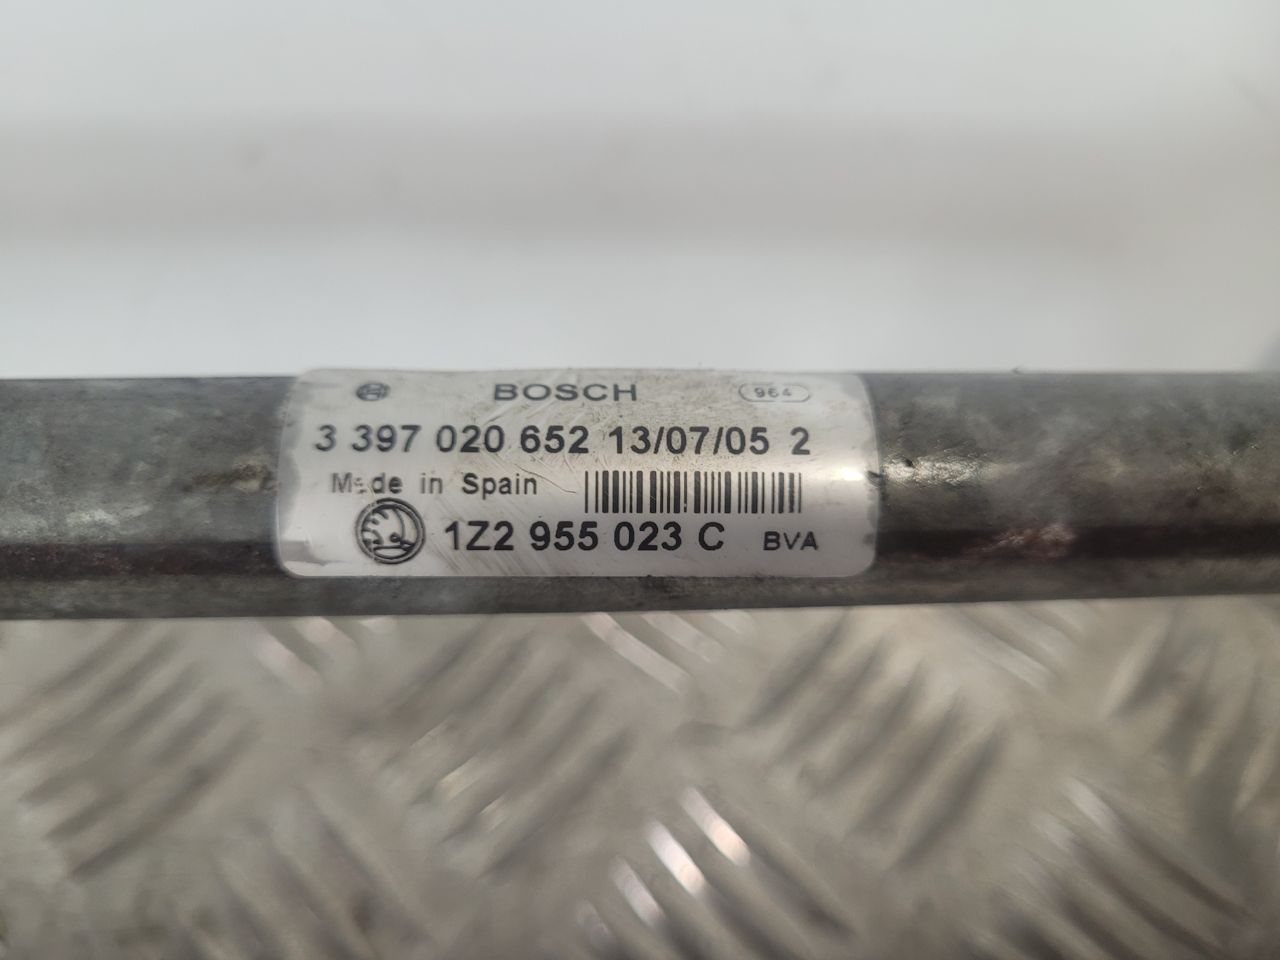 BOSCH 964
3 397 020 652 13/07/05 2
Made in Spain
1Z2 955 023 C BVA